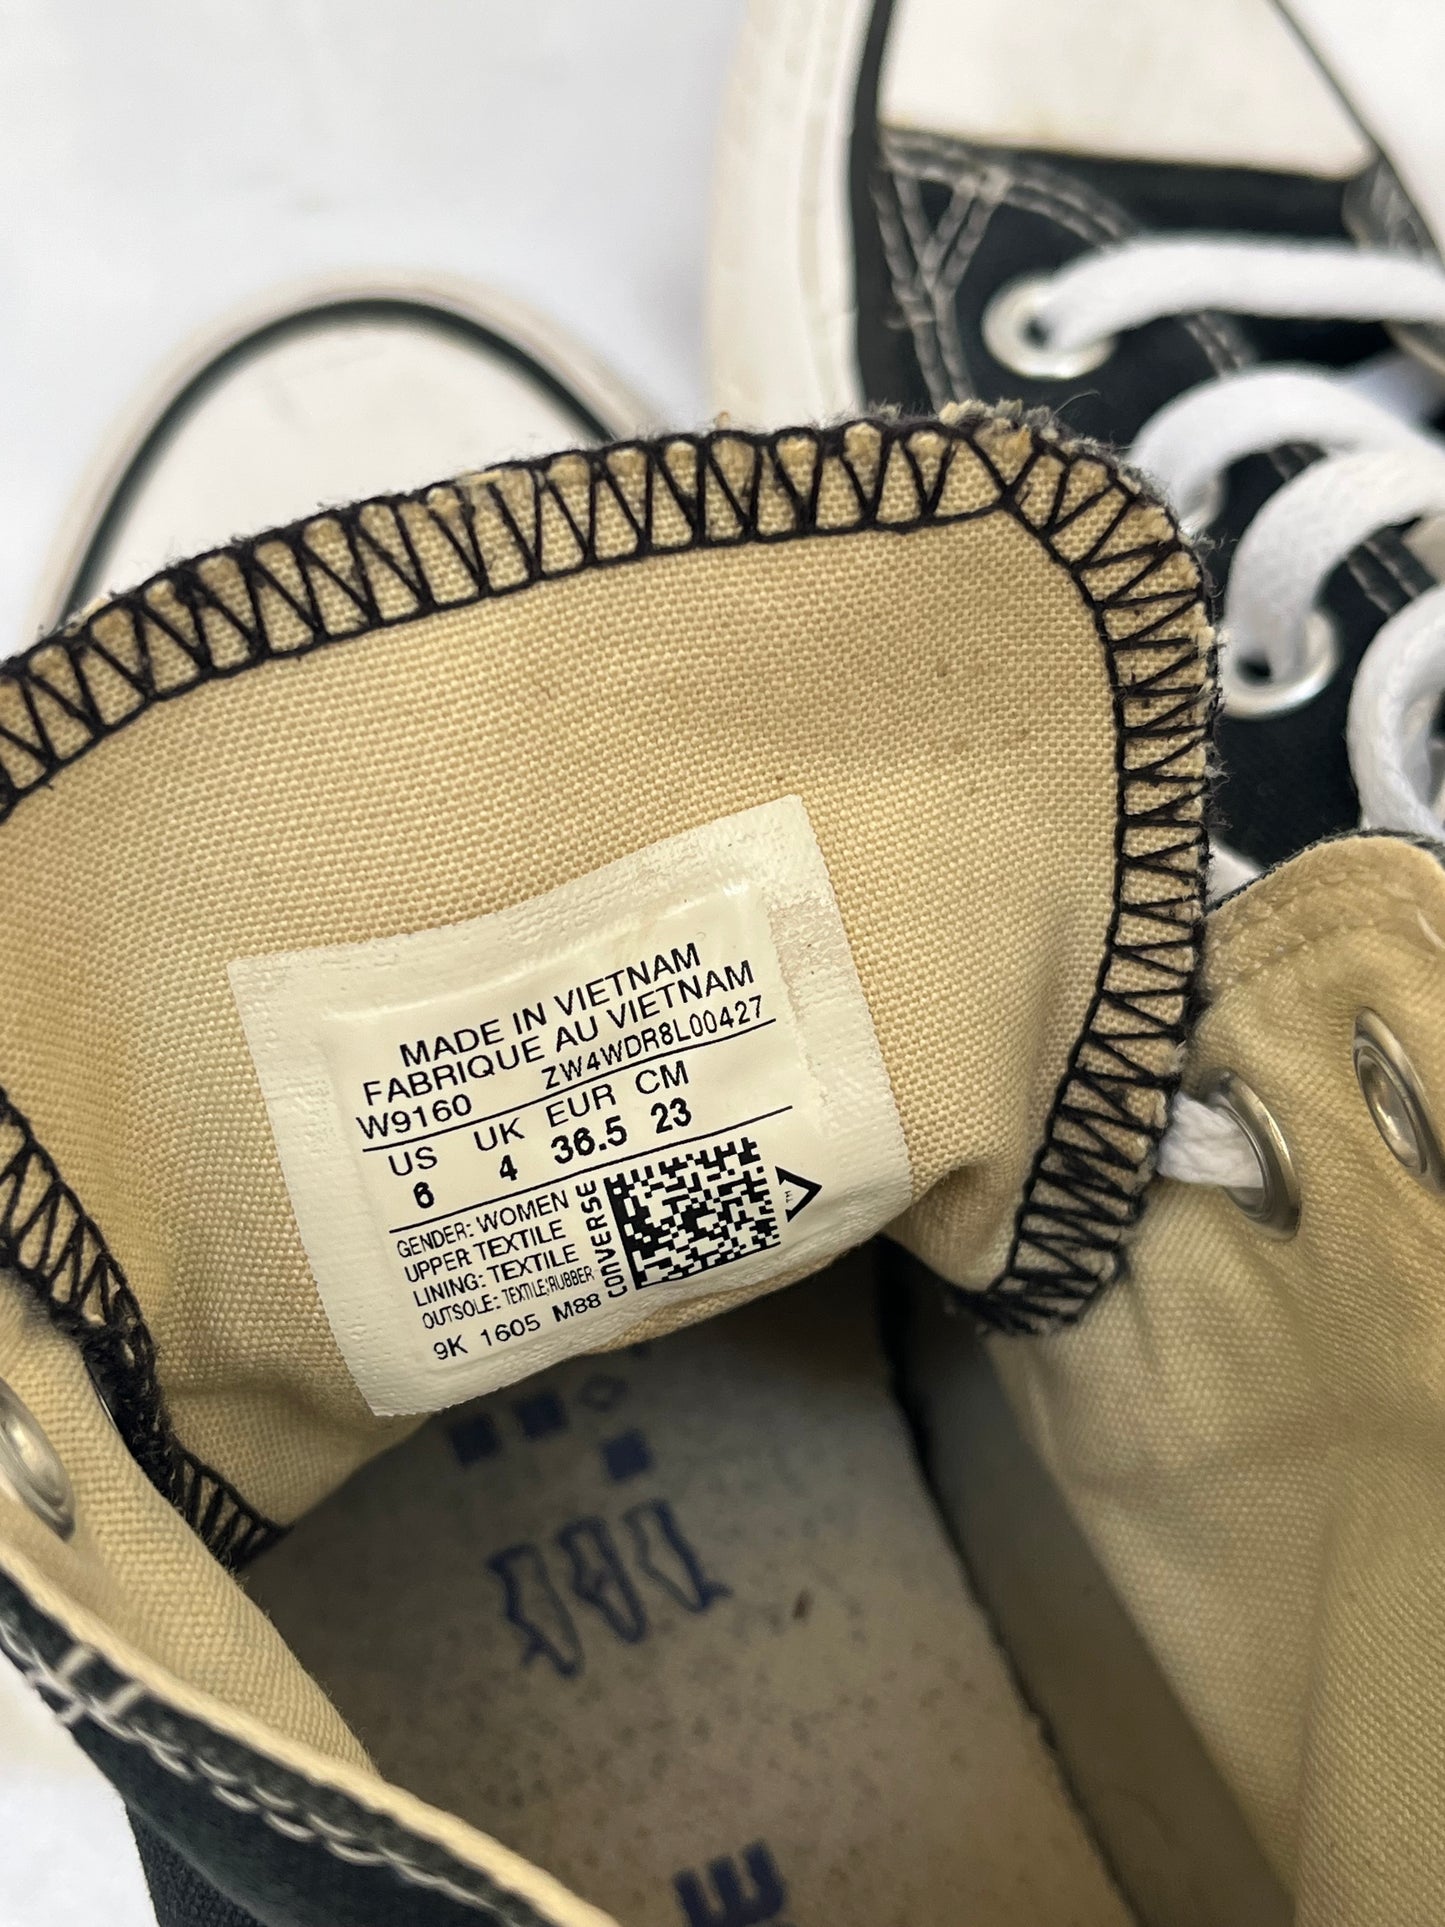 MADE IN VIETNAM
FABRIQUE AU VIETNAM
W9160 ZW4WDR8L00427
US UK EUR CM
6 4 36.5 23
GENDER: WOMEN
UPPER: TEXTILE
LINING: TEXTILE
OUTSOLE: TEXTILE;RUBBER
9K 1605 M88
CONVERSE
TM